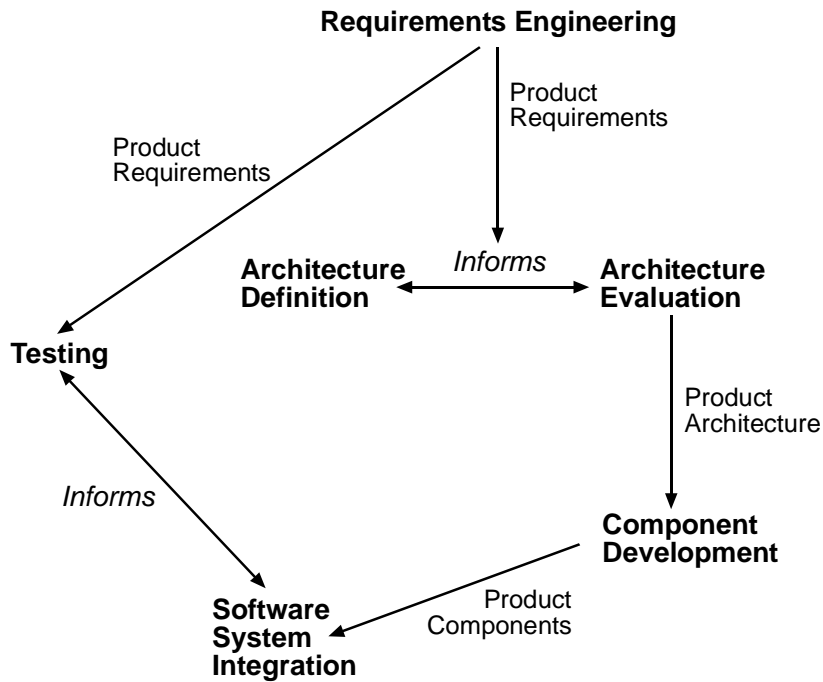 Requirements Engineering
Product
Requirements
Product
Requirements
Architecture
Definition
Informs
Architecture
Evaluation
Testing
Product
Architecture
Informs
Component
Development
Product
Components
Software
System
Integration